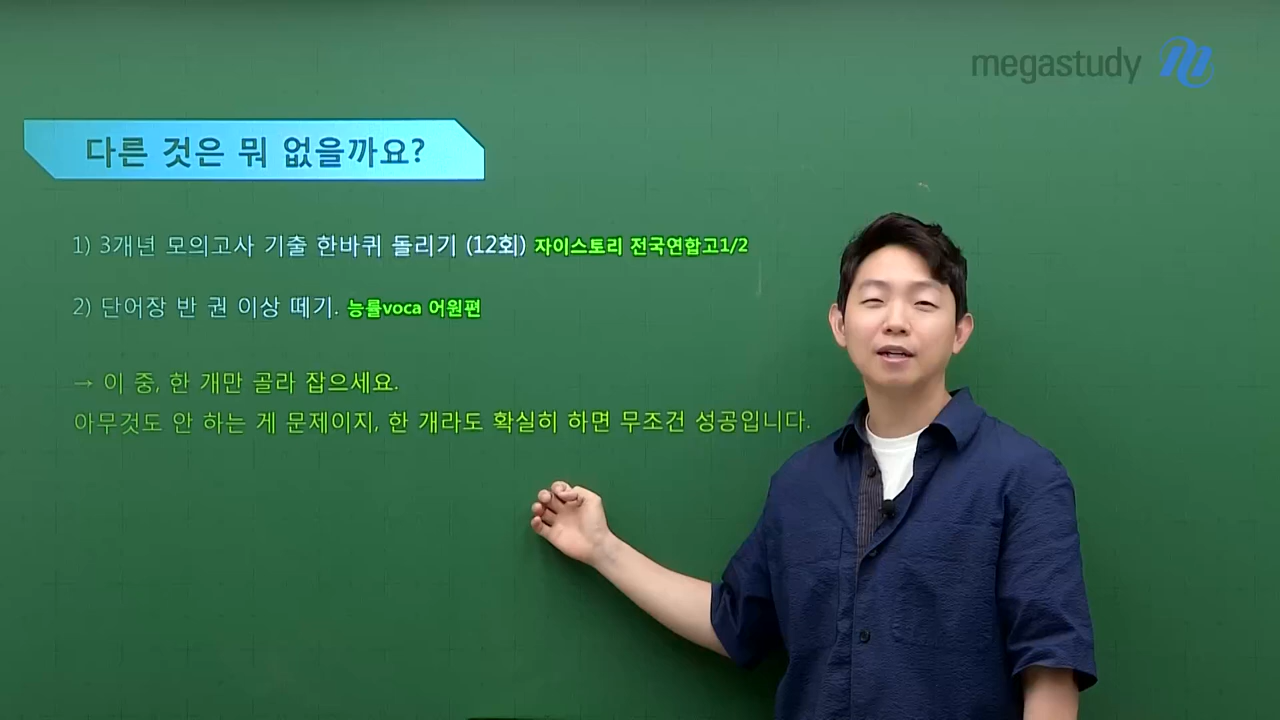 megastudy
다른 것은 뭐 없을까요?
1) 3개년 모의고사 기출 한바퀴 돌리기 (12회) 자이스토리 전국연합고1/2
2) 단어장 반 권 이상 떼기. 능률voca 어원편
→ 이 중, 한 개만 골라 잡으세요.
아무것도 안 하는 게 문제이지, 한 개라도 확실히 하면 무조건 성공입니다.